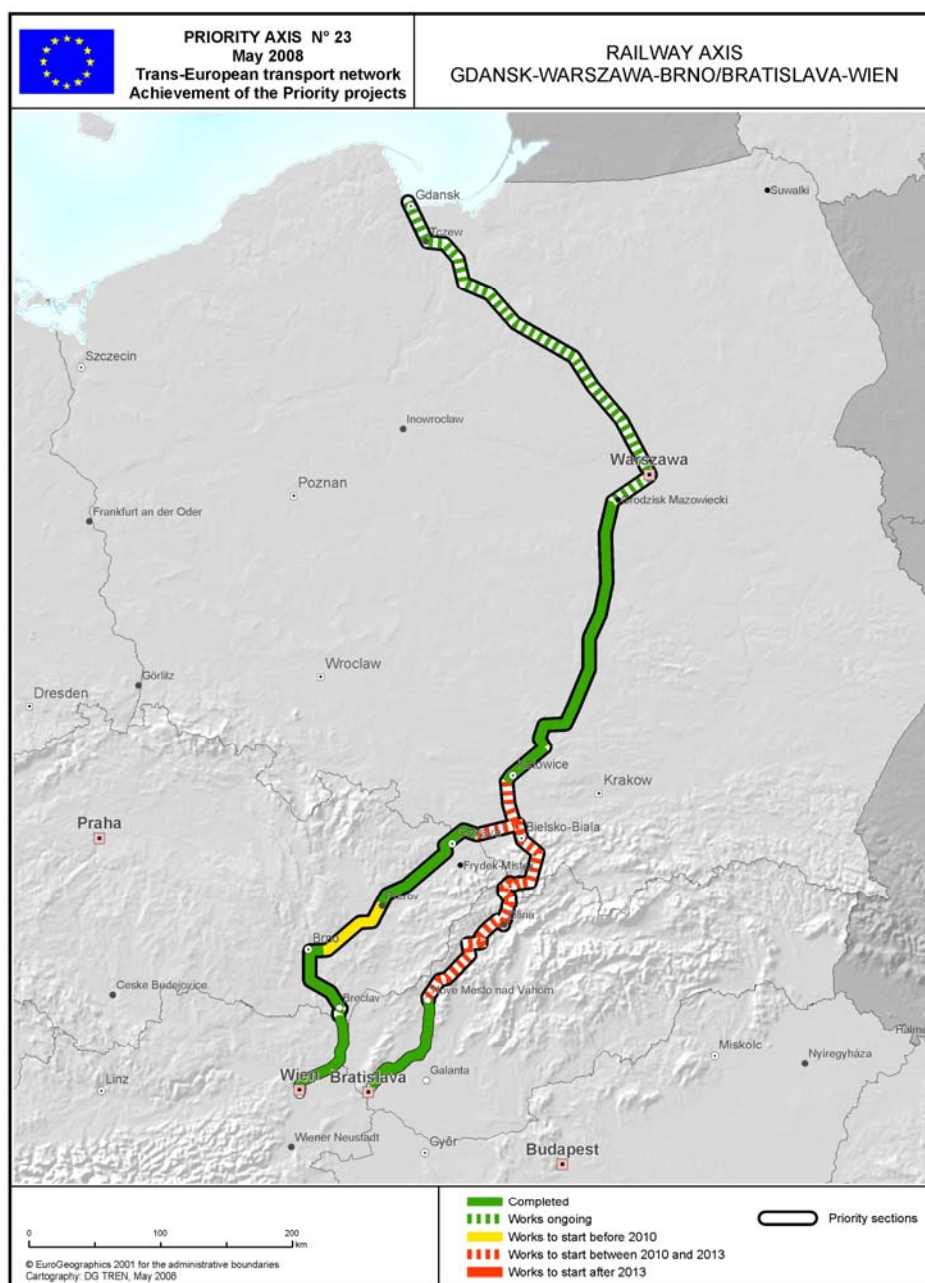 PRIORITY AXIS N° 23
May 2008
Trans-European transport network
Achievement of the Priority projects
RAILWAY AXIS
GDANSK-WARSZAWA-BRNO/BRATISLAVA-WIEN
Suwalki
Gdansk
Tczew
Szczecin
Inowroclaw
Warszawa
Poznan
Grodzisk Mazowiecki
Frankfurt an der Oder
Wroclaw
Görlitz
Dresden
Katowice
Krakow
Praha
Bielsko-Biala
Frydek-Mistek
Brno
Ceske Budejovice
Breclav
Nove Mesto nad Vahom
Miskolc
Nyiregyháza
Wien
Bratislava
Galanta
Linz
Wiener Neustadt
Györ
Budapest
Completed
Works ongoing
Works to start before 2010
Works to start between 2010 and 2013
Works to start after 2013
Priority sections
0 100 200
km
© EuroGeographics 2001 for the administrative boundaries
Cartography: DG TREN, May 2008